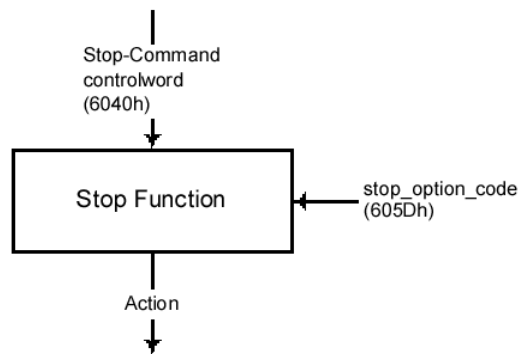 Stop-Command
controlword
(6040h)
Stop Function
stop_option_code
(605Dh)
Action